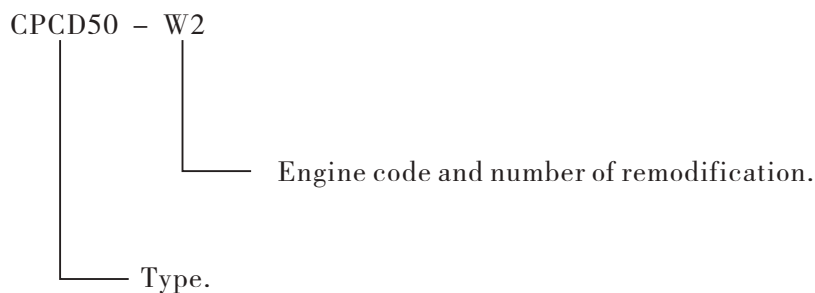 CPCD50 – W2
Engine code and number of remodification.
Type.